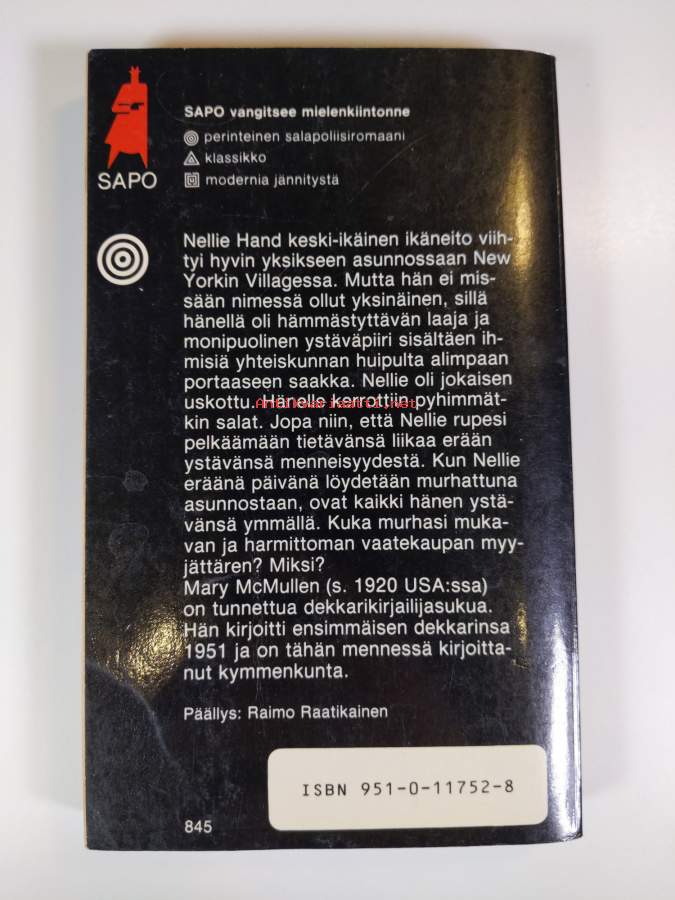 SAPO vangitsee mielenkiintonne
perinteinen salapoliisiromaani
klassikko
modernia jännitystä
SAPO
Nellie Hand keski-ikäinen ikäneito viih-
tyi hyvin yksikseen asunnossaan New
Yorkin Villagessa. Mutta hän ei mis-
sään nimessä ollut yksinäinen, sillä
hänellä oli hämmästyttävän laaja ja
monipuolinen ystäväpiiri sisältäen ih-
misiä yhteiskunnan huipulta alimpaan
portaaseen saakka. Nellie oli jokaisen
uskottu. Hänelle kerrottiin pyhimmät-
Antikvariaatti.net
kin salat. Jopa niin, että Nellie rupesi
pelkäämään tietävänsä liikaa erään
ystävänsä menneisyydestä. Kun Nellie
eräänä päivänä löydetään murhattuna
asunnostaan, ovat kaikki hänen ystä-
vänsä ymmällä. Kuka murhasi muka-
van ja harmittoman vaatekaupan myy-
jättären? Miksi?
Mary McMullen (s. 1920 USA:ssa)
on tunnettua dekkarikirjailijasukua.
Hän kirjoitti ensimmäisen dekkarinsa
1951 ja on tähän mennessä kirjoitta-
nut kymmenkunta.
Päällys: Raimo Raatikainen
ISBN 951-0-11752-8
845